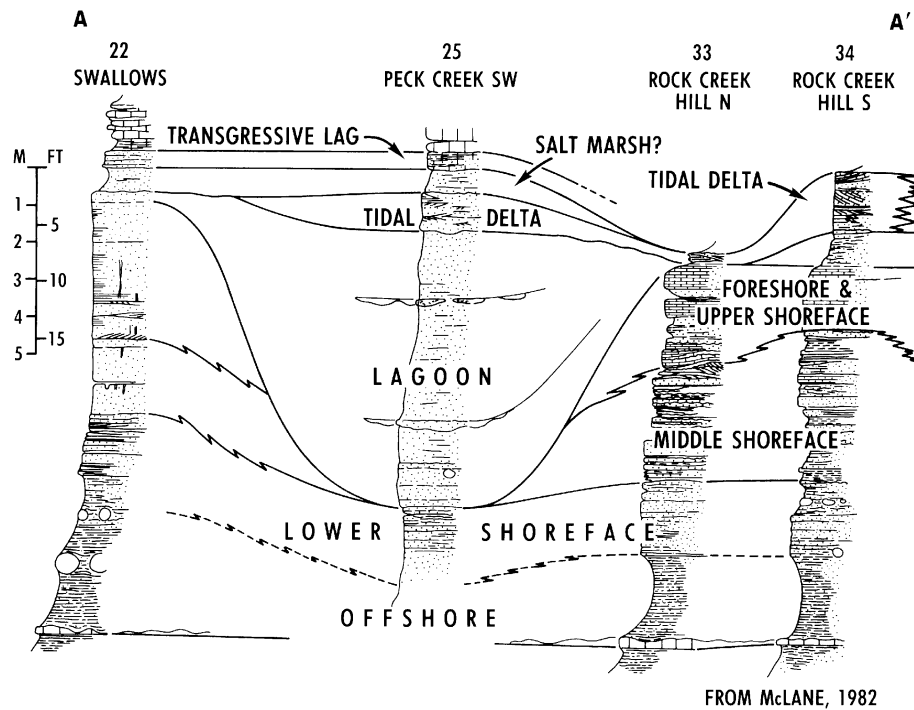 A
A'
22
SWALLOWS
25
PECK CREEK SW
33
ROCK CREEK
HILL N
34
ROCK CREEK
HILL S
TRANSGRESSIVE LAG
SALT MARSH?
TIDAL DELTA
M FT
1
5
2
3
10
4
15
5
TIDAL DELTA
FORESHORE &
UPPER SHOREFACE
LAGOON
MIDDLE SHOREFACE
LOWER SHOREFACE
OFFSHORE
FROM McLANE, 1982